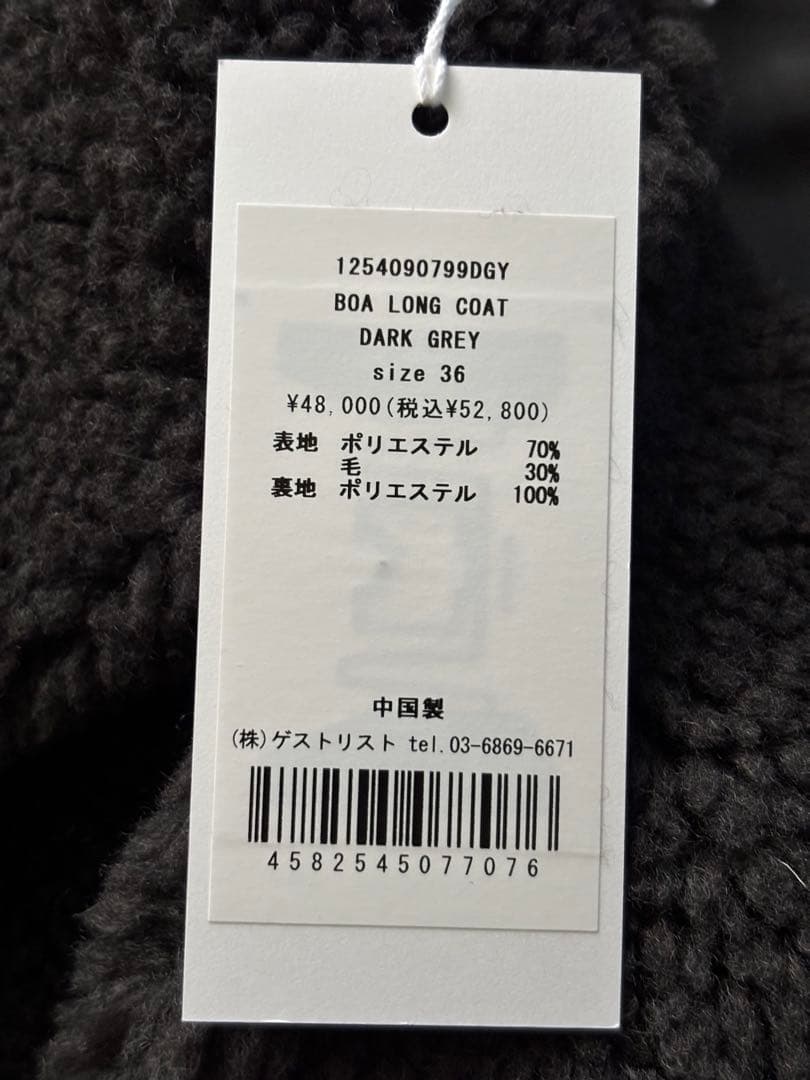 1254090799DGY
BOA LONG COAT
DARK GREY
size 36
¥48,000(税込¥52,800)
表地 ポリエステル 70%
毛 30%
裏地 ポリエステル 100%
中国製
(株)ゲストリスト tel.03-6869-6671
4582545077076